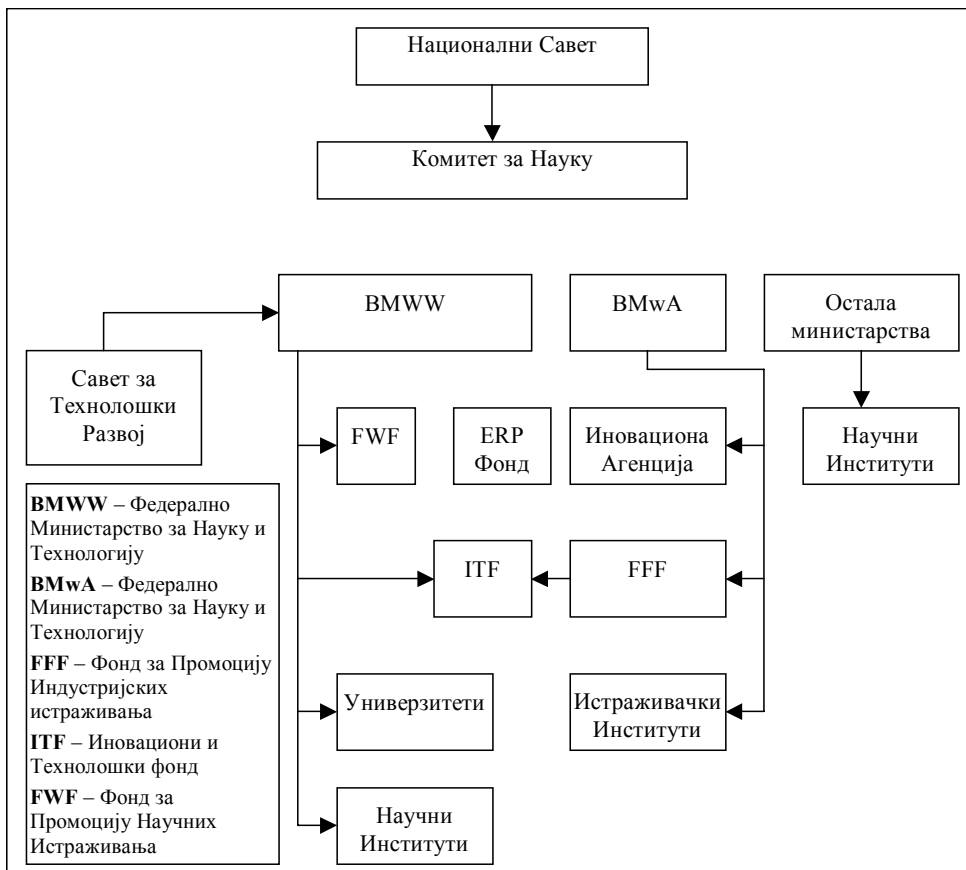 Национални Савет
Комитет за Науку
BMWW
BMwA
Остала
министарства
Савет за
Технолошки
Развој
FWF
ERP
Фонд
Иновациона
Агенција
Научни
Институти
BMWW – Федерално
Министарство за Науку и
Технологију
BMwA – Федерално
Министарство за Науку и
Технологију
FFF – Фонд за Промоцију
Индустријских
истраживања
ITF – Иновациони и
Технолошки фонд
FWF – Фонд за
Промоцију Научних
Истраживања
ITF
FFF
Универзитети
Истраживачки
Институти
Научни
Институти